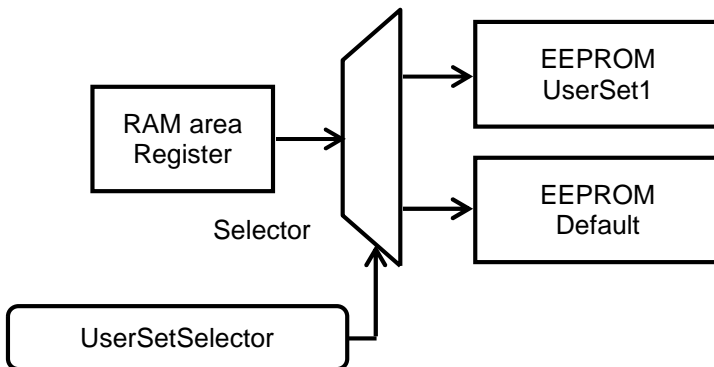 EEPROM
UserSet1
RAM area
Register
EEPROM
Default
Selector
UserSetSelector